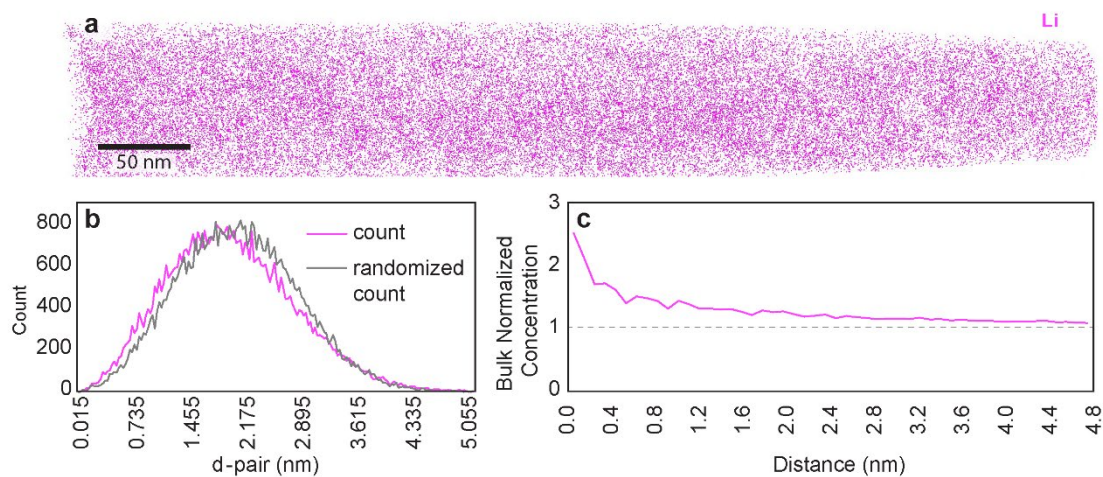 a
Li
50 nm
b
800
600
400
200
0
Count
count
randomized
count
0.015
0.735
1.455
2.175
2.895
3.615
4.335
5.055
d-pair (nm)
c
3
2
1
0
Bulk Normalized
Concentration
0.0
0.4
0.8
1.2
1.6
2.0
2.4
2.8
3.2
3.6
4.0
4.4
4.8
Distance (nm)